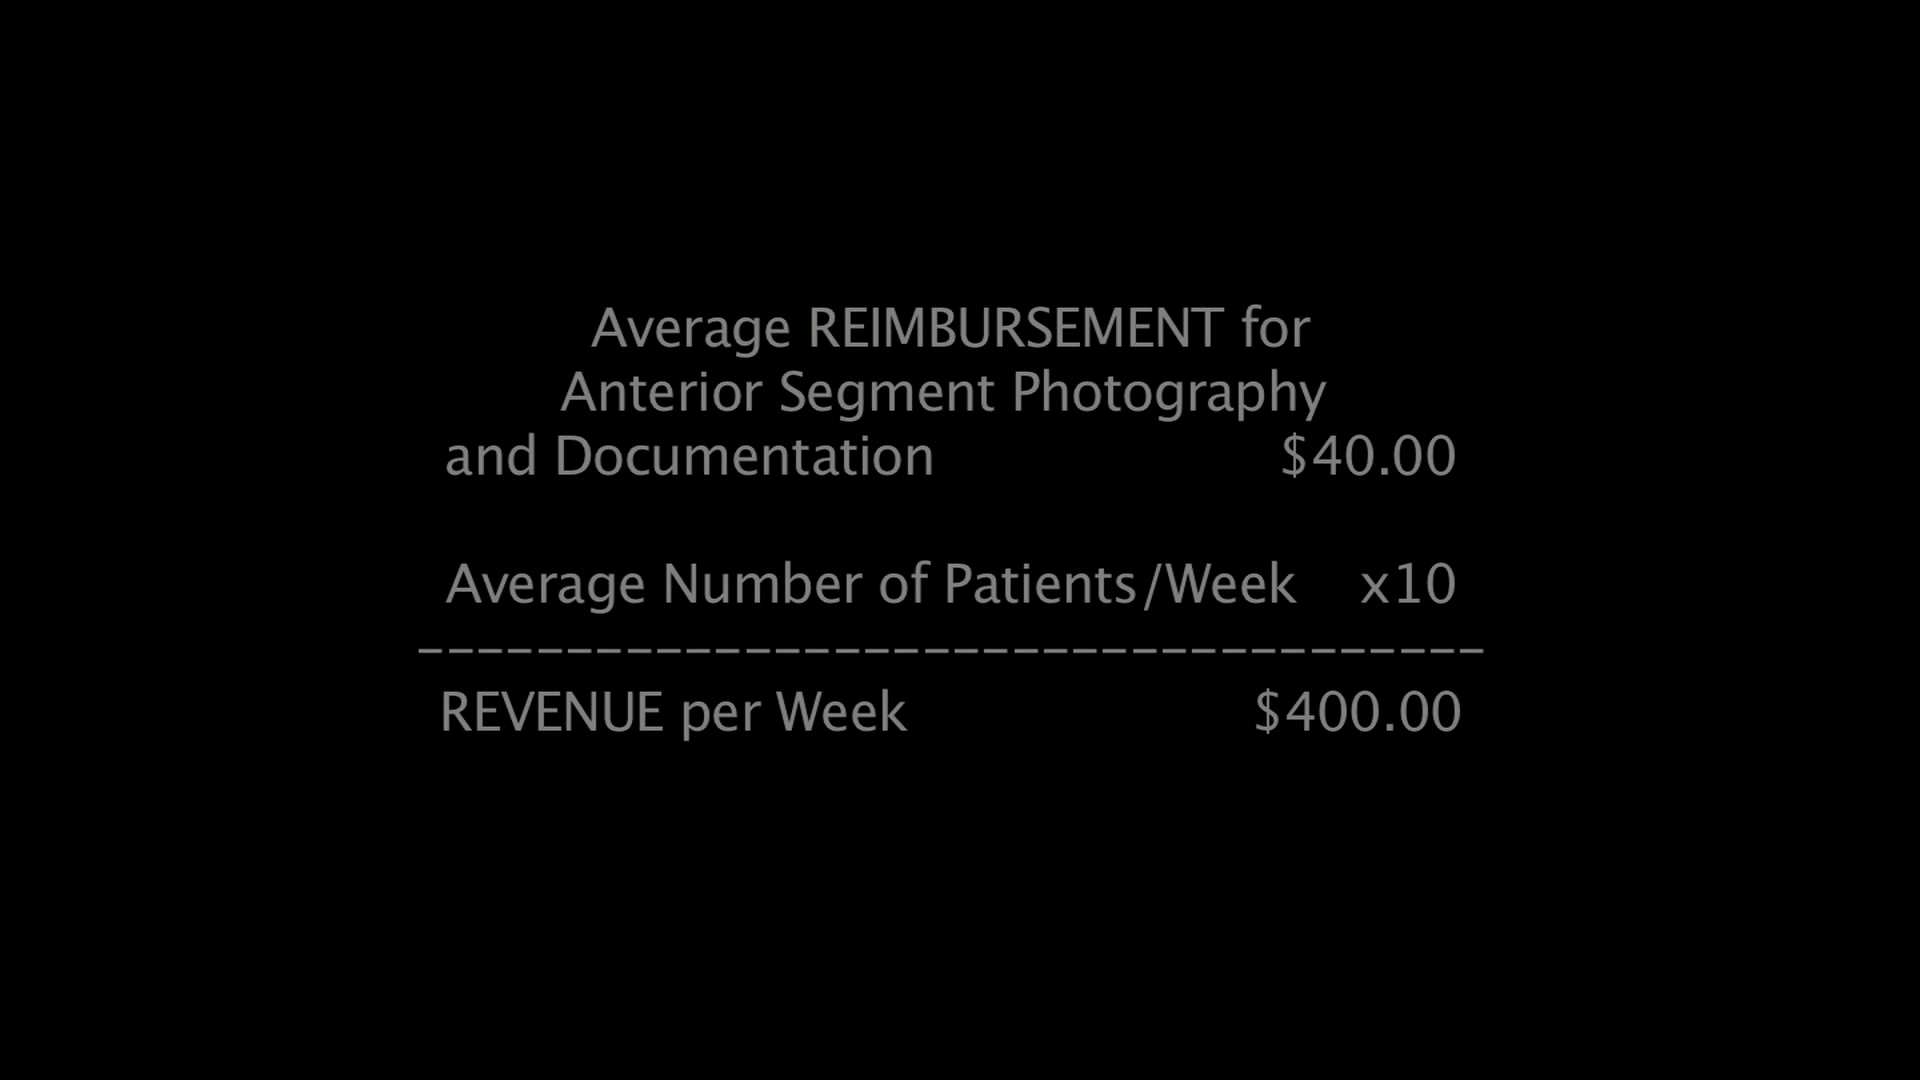 Average REIMBURSEMENT for
Anterior Segment Photography
and Documentation $40.00
Average Number of Patients/Week x10
------------------------------------
REVENUE per Week $400.00